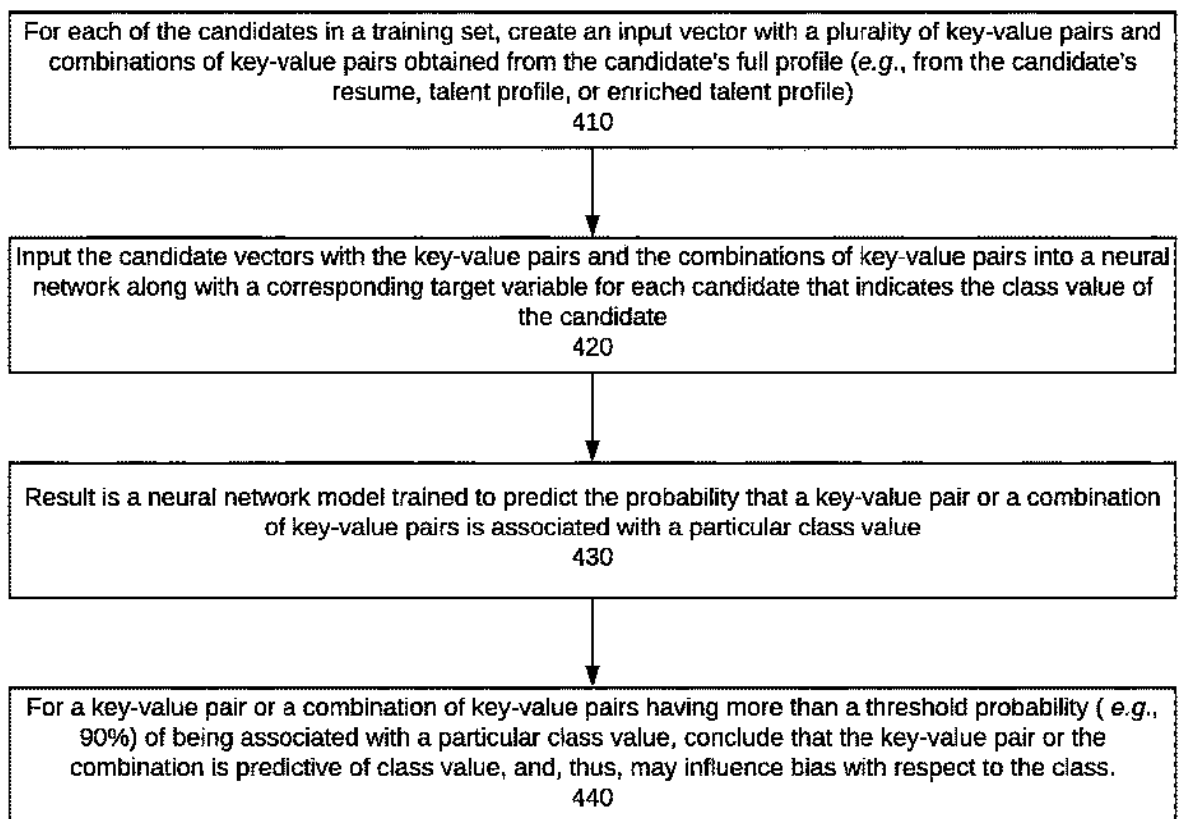 For each of the candidates in a training set, create an input vector with a plurality of key-value pairs and
combinations of key-value pairs obtained from the candidate's full profile (e.g., from the candidate's
resume, talent profile, or enriched talent profile)
410
Input the candidate vectors with the key-value pairs and the combinations of key-value pairs into a neural
network along with a corresponding target variable for each candidate that indicates the class value of
the candidate
420
Result is a neural network model trained to predict the probability that a key-value pair or a combination
of key-value pairs is associated with a particular class value
430
For a key-value pair or a combination of key-value pairs having more than a threshold probability ( e.g.,
90%) of being associated with a particular class value, conclude that the key-value pair or the
combination is predictive of class value, and, thus, may influence bias with respect to the class.
440